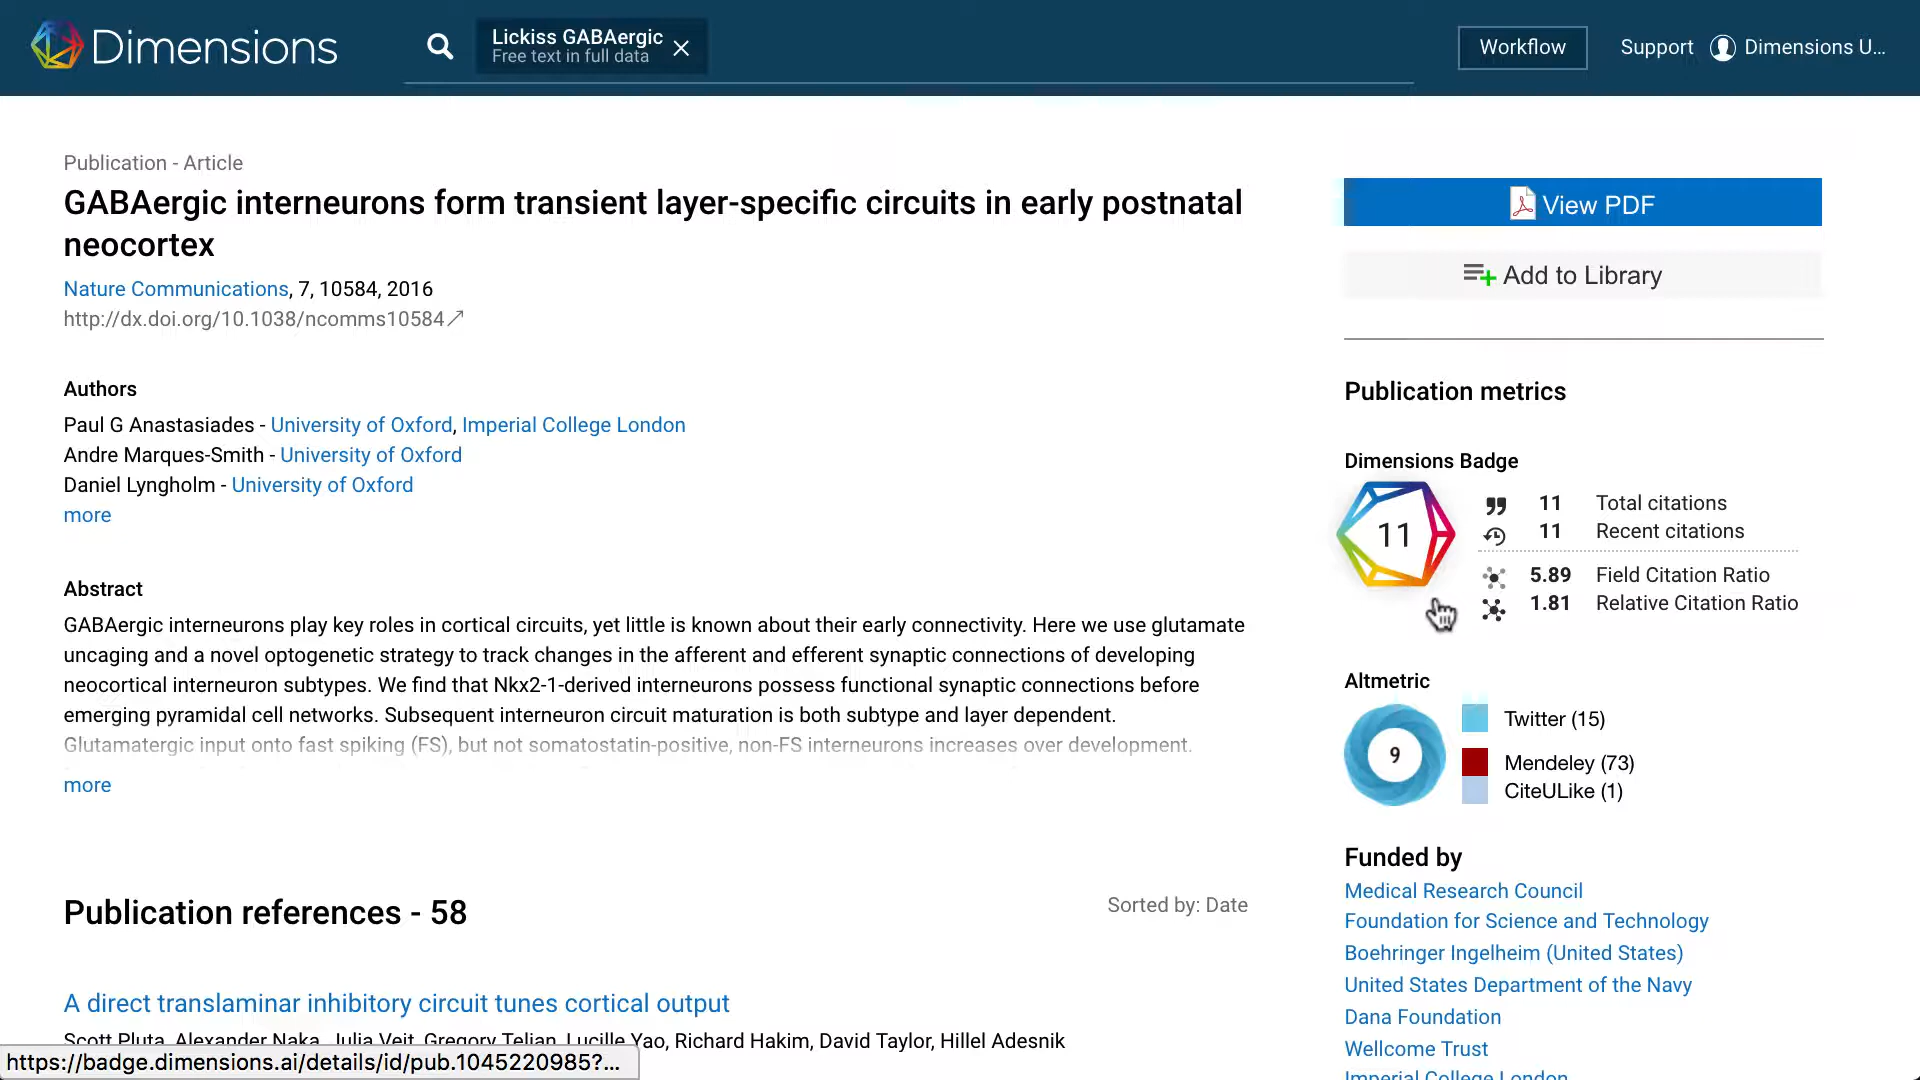 Dimensions
Lickiss GABAergic
Free text in full data
Workflow
Support
Dimensions U...
Publication - Article
GABAergic interneurons form transient layer-specific circuits in early postnatal
neocortex
Nature Communications, 7, 10584, 2016
http://dx.doi.org/10.1038/ncomms10584
Authors
Paul G Anastasiades - University of Oxford, Imperial College London
Andre Marques-Smith - University of Oxford
Daniel Lyngholm - University of Oxford
more
Abstract
GABAergic interneurons play key roles in cortical circuits, yet little is known about their early connectivity. Here we use glutamate
uncaging and a novel optogenetic strategy to track changes in the afferent and efferent synaptic connections of developing
neocortical interneuron subtypes. We find that Nkx2-1-derived interneurons possess functional synaptic connections before
emerging pyramidal cell networks. Subsequent interneuron circuit maturation is both subtype and layer dependent.
Glutamatergic input onto fast spiking (FS), but not somatostatin-positive, non-FS interneurons increases over development.
more
Publication references - 58
Sorted by: Date
A direct translaminar inhibitory circuit tunes cortical output
Scott Pluta, Alexander Naka, Julia Veit, Gregory Telian, Lucille Yao, Richard Hakim, David Taylor, Hillel Adesnik
https://badge.dimensions.ai/details/id/pub.1045220985?...
View PDF
Add to Library
Publication metrics
Dimensions Badge
11
11 Total citations
11 Recent citations
5.89 Field Citation Ratio
1.81 Relative Citation Ratio
Altmetric
9
Twitter (15)
Mendeley (73)
CiteULike (1)
Funded by
Medical Research Council
Foundation for Science and Technology
Boehringer Ingelheim (United States)
United States Department of the Navy
Dana Foundation
Wellcome Trust
Imperial College London